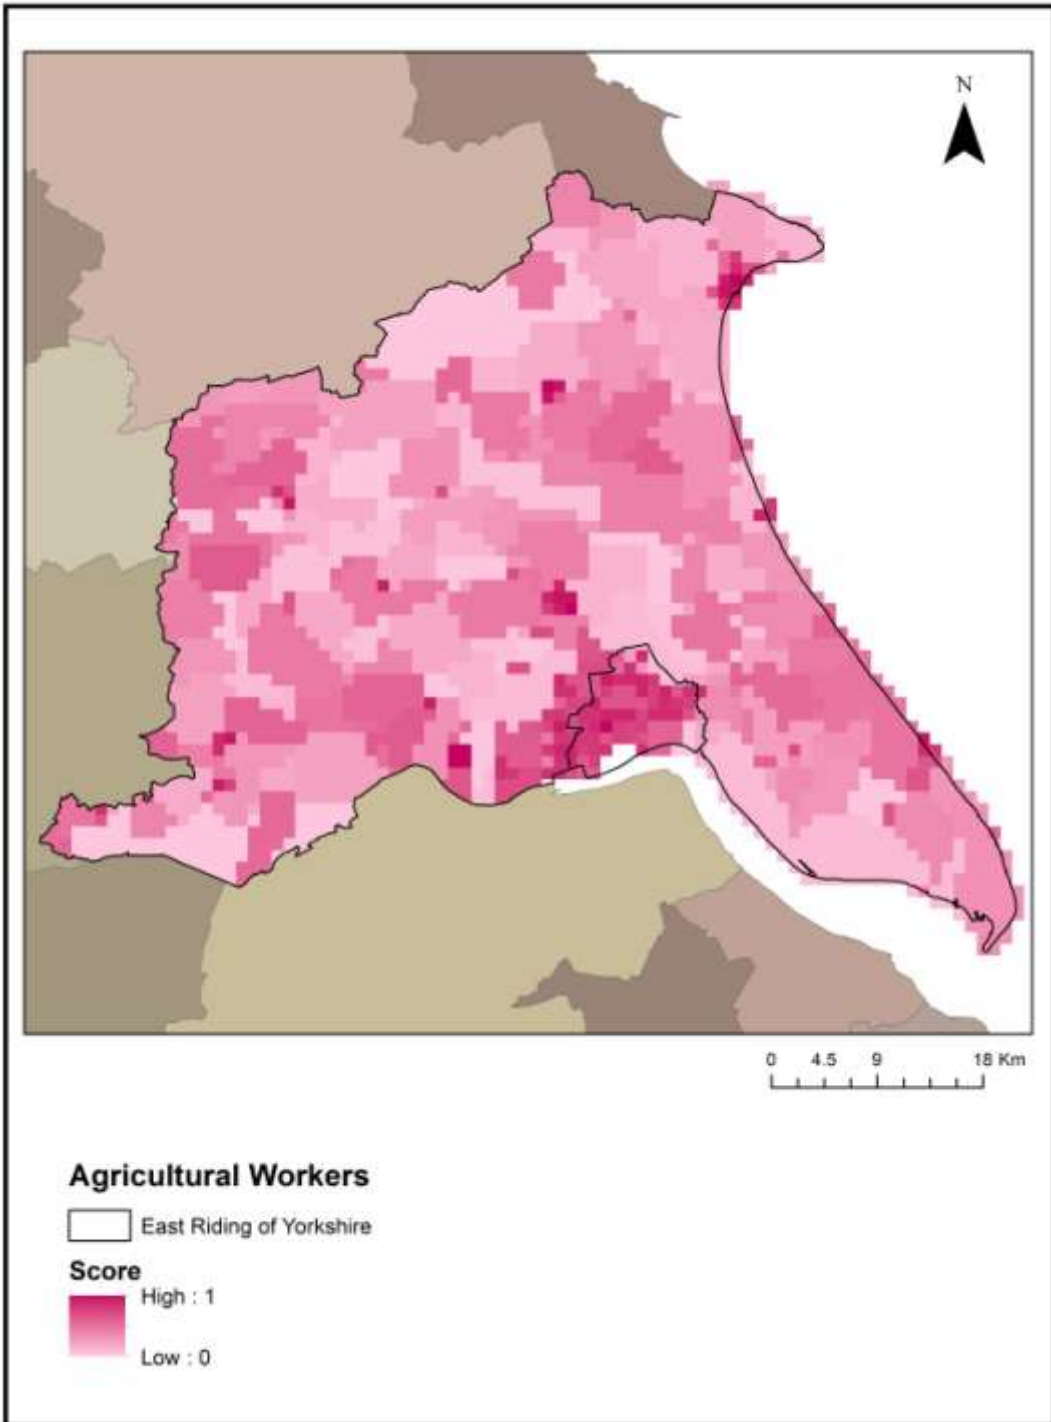 N
0 4.5 9 18 Km
Agricultural Workers
East Riding of Yorkshire
Score
High : 1
Low : 0